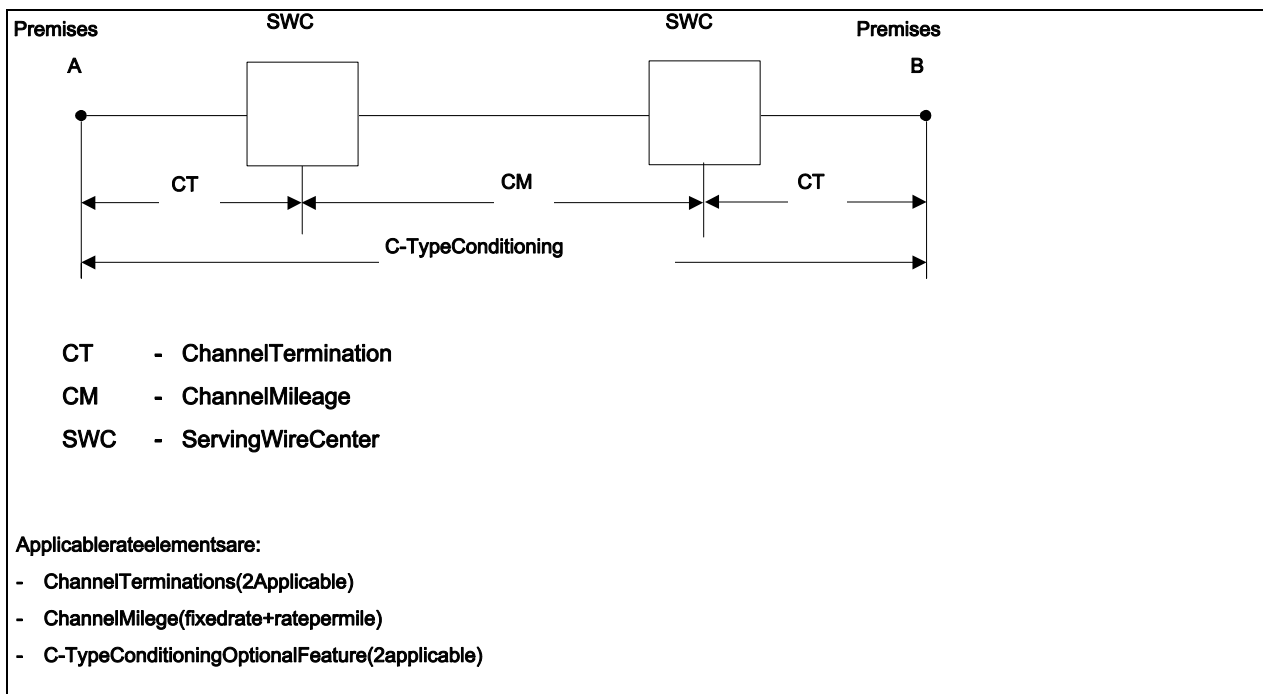 SWC SWC
Premises Premises
A B
CT CM CT
C-TypeConditioning
CT - ChannelTermination
CM - ChannelMileage
SWC - ServingWireCenter
Applicablerateelementsare:
- ChannelTerminations(2Applicable)
- ChannelMilege(fixedrate+ratepermile)
- C-TypeConditioningOptionalFeature(2applicable)